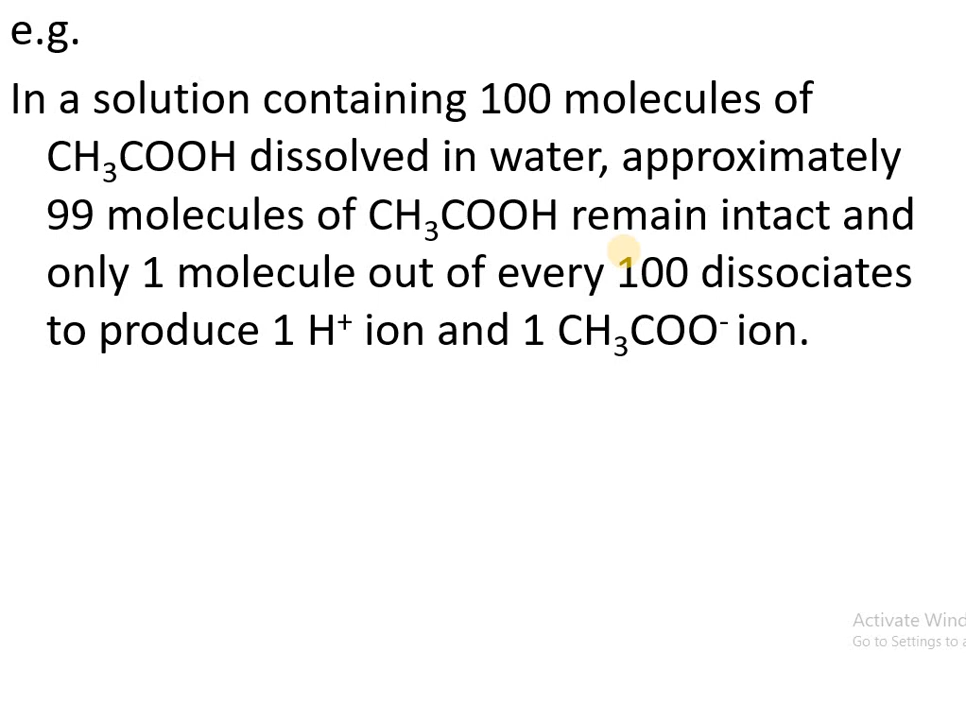 e.g.
In a solution containing 100 molecules of
CH₃COOH dissolved in water, approximately
99 molecules of CH₃COOH remain intact and
only 1 molecule out of every 100 dissociates
to produce 1 H⁺ ion and 1 CH₃COO⁻ ion.
Activate Wind
Go to Settings to a